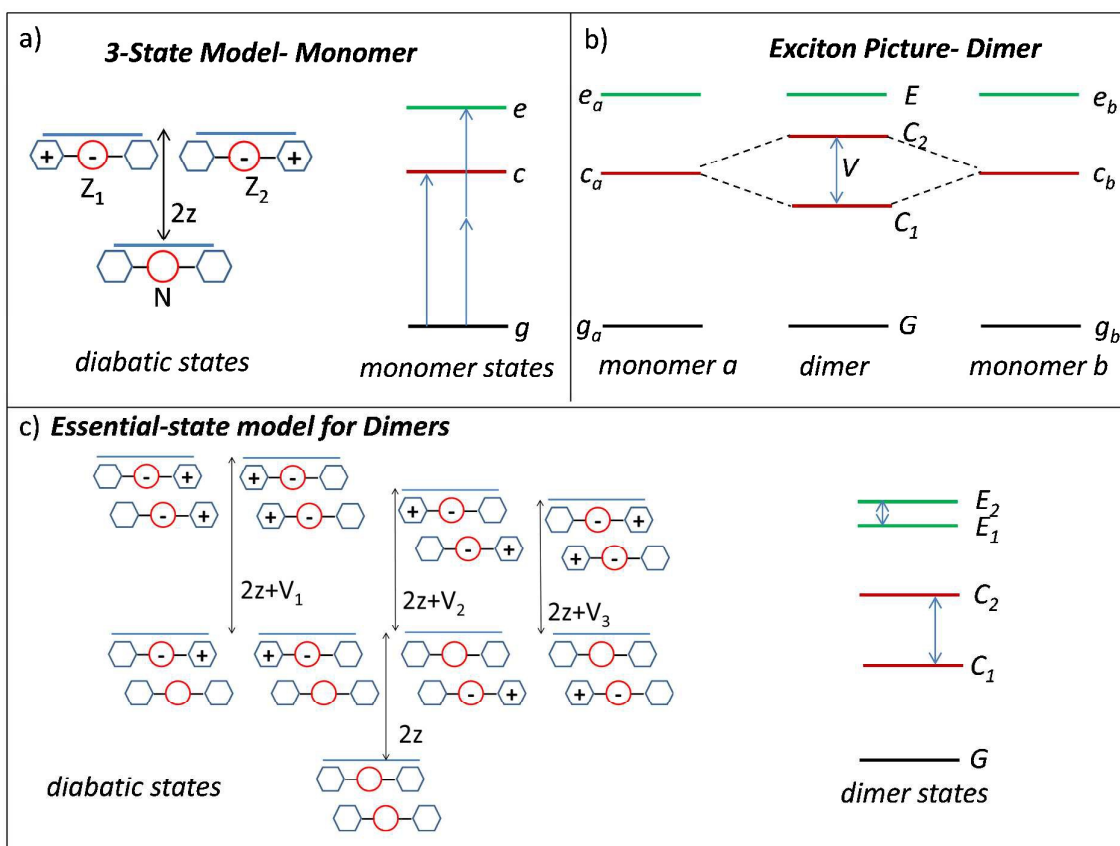 a)
3-State Model- Monomer
+ - - +
Z1 Z2
2z
N
diabatic states
e
c
g
monomer states
b)
Exciton Picture- Dimer
ea E eb
C2
ca V cb
C1
ga G gb
monomer a dimer monomer b
c) Essential-state model for Dimers
- + + -
- + + -
+ - - +
- + + -
2z+V1 2z+V2 2z+V3
- + + -
- + + -
2z
diabatic states
E2
E1
C2
C1
G
dimer states